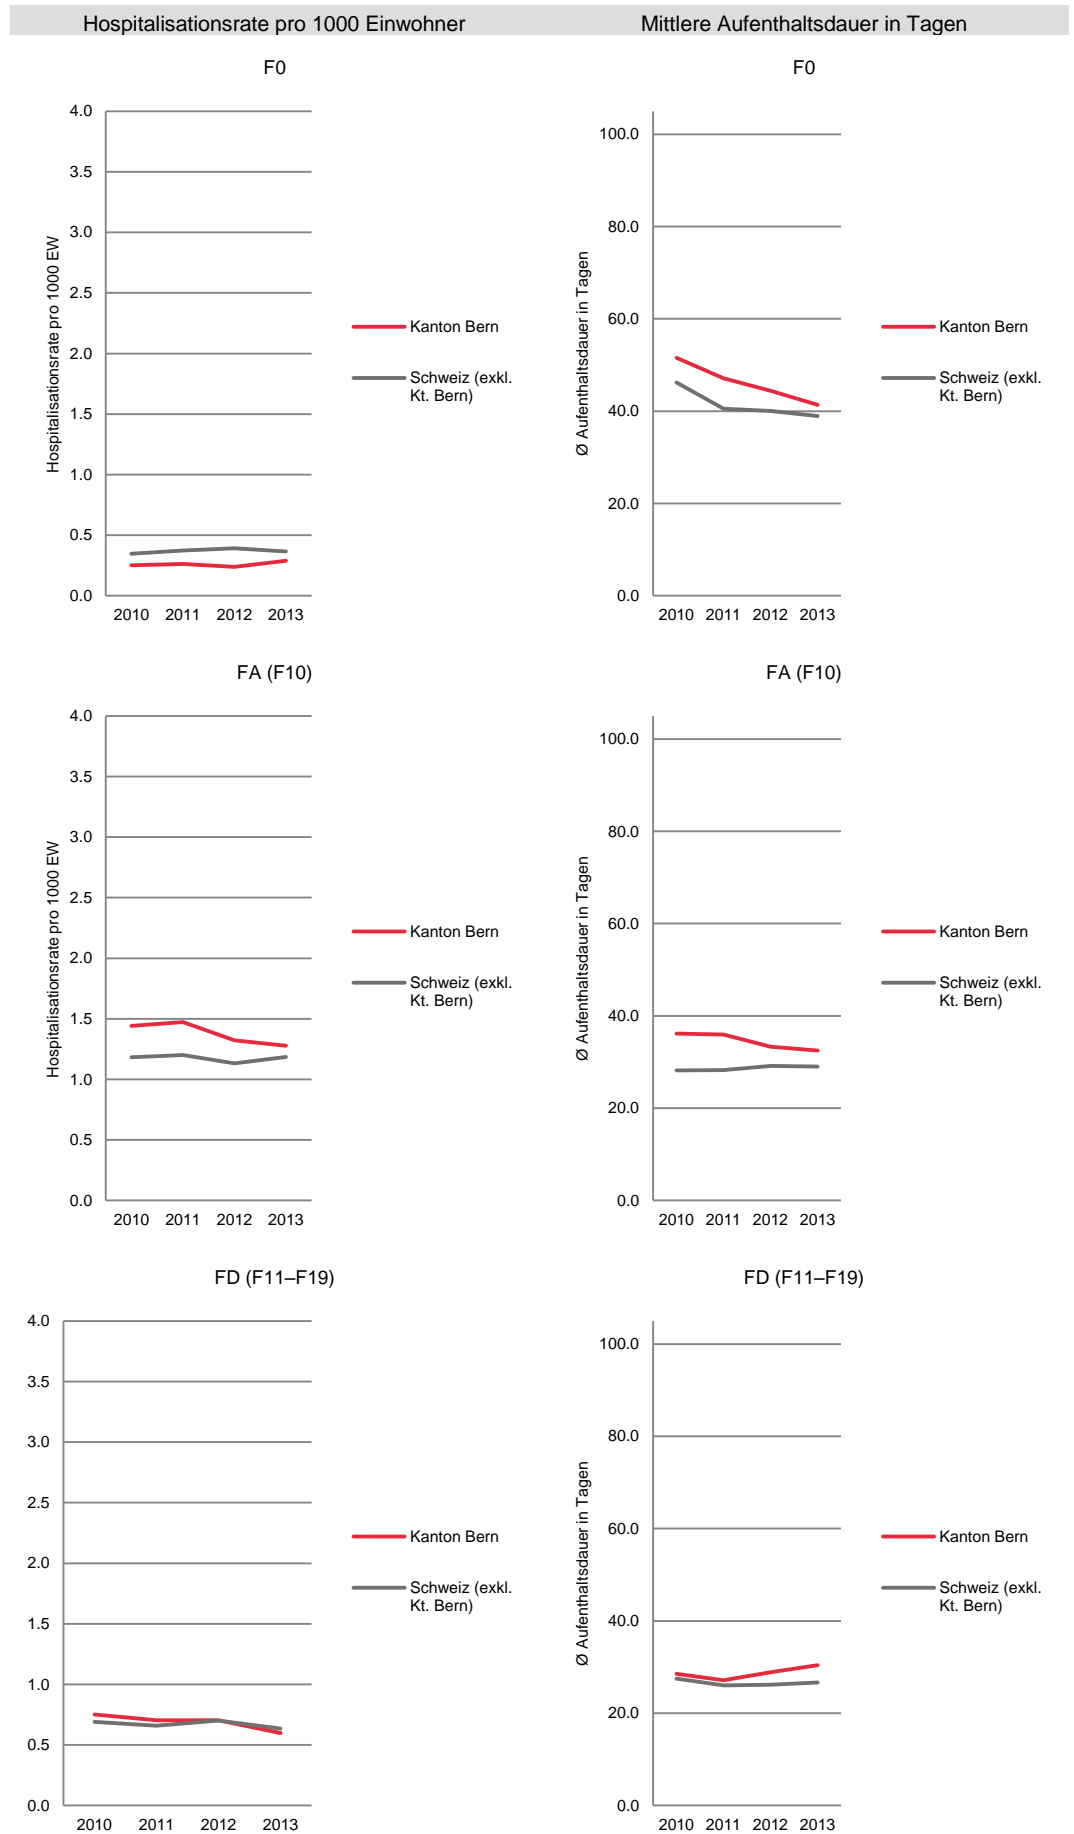 Hospitalisationsrate pro 1000 Einwohner
Mittlere Aufenthaltsdauer in Tagen
F0
4.0
3.5
3.0
2.5
2.0
1.5
1.0
0.5
0.0
Hospitalisationsrate pro 1000 EW
2010 2011 2012 2013
Kanton Bern
Schweiz (exkl.
Kt. Bern)
F0
100.0
80.0
60.0
40.0
20.0
0.0
Ø Aufenthaltsdauer in Tagen
2010 2011 2012 2013
Kanton Bern
Schweiz (exkl.
Kt. Bern)
FA (F10)
4.0
3.5
3.0
2.5
2.0
1.5
1.0
0.5
0.0
Hospitalisationsrate pro 1000 EW
2010 2011 2012 2013
Kanton Bern
Schweiz (exkl.
Kt. Bern)
FA (F10)
100.0
80.0
60.0
40.0
20.0
0.0
Ø Aufenthaltsdauer in Tagen
2010 2011 2012 2013
Kanton Bern
Schweiz (exkl.
Kt. Bern)
FD (F11–F19)
4.0
3.5
3.0
2.5
2.0
1.5
1.0
0.5
0.0
2010 2011 2012 2013
Kanton Bern
Schweiz (exkl.
Kt. Bern)
FD (F11–F19)
100.0
80.0
60.0
40.0
20.0
0.0
Ø Aufenthaltsdauer in Tagen
2010 2011 2012 2013
Kanton Bern
Schweiz (exkl.
Kt. Bern)